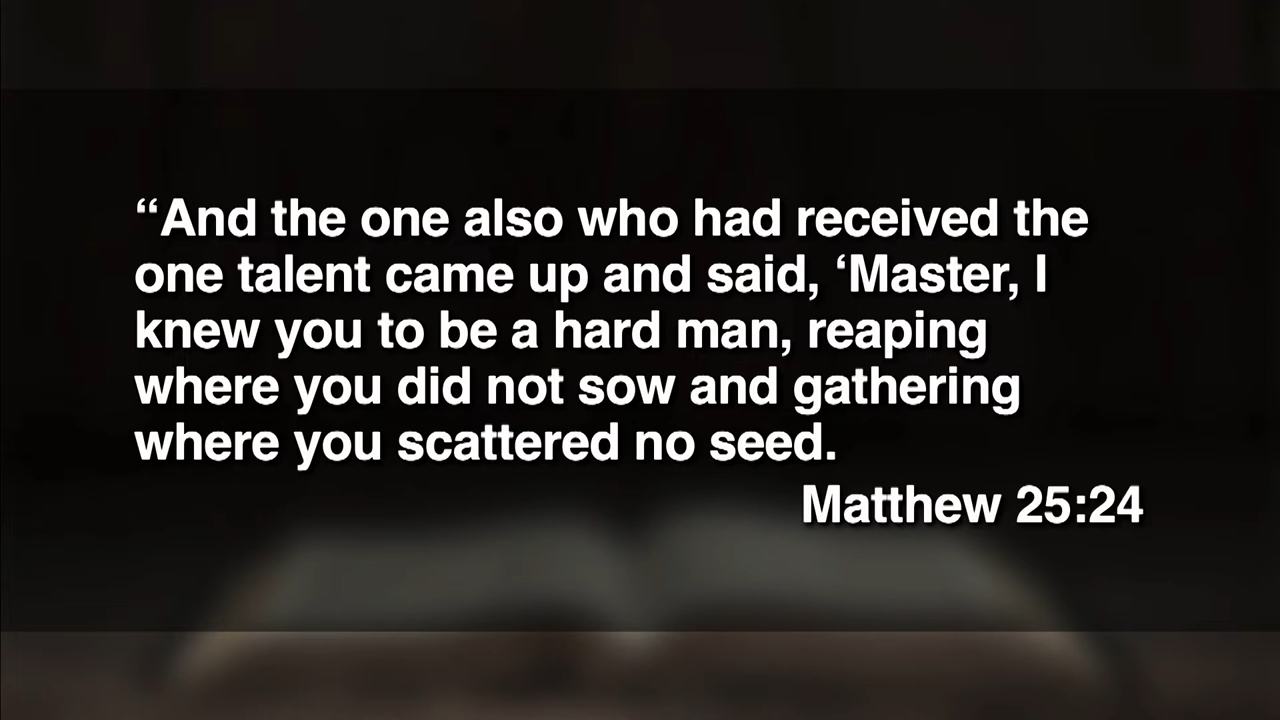 “And the one also who had received the
one talent came up and said, ‘Master, I
knew you to be a hard man, reaping
where you did not sow and gathering
where you scattered no seed.
Matthew 25:24